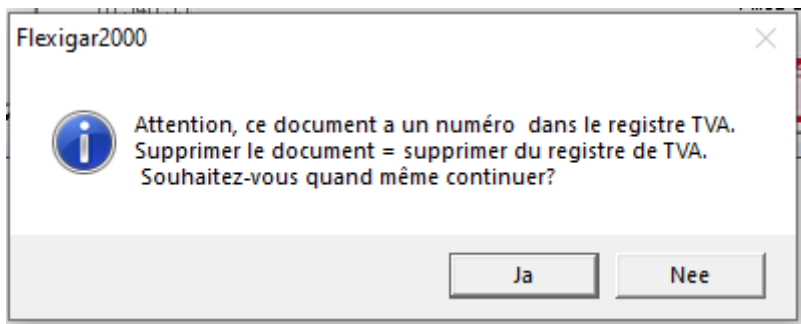 Flexigar2000
Attention, ce document a un numéro  dans le registre TVA.
Supprimer le document = supprimer du registre de TVA.
Souhaitez-vous quand même continuer?
Ja
Nee